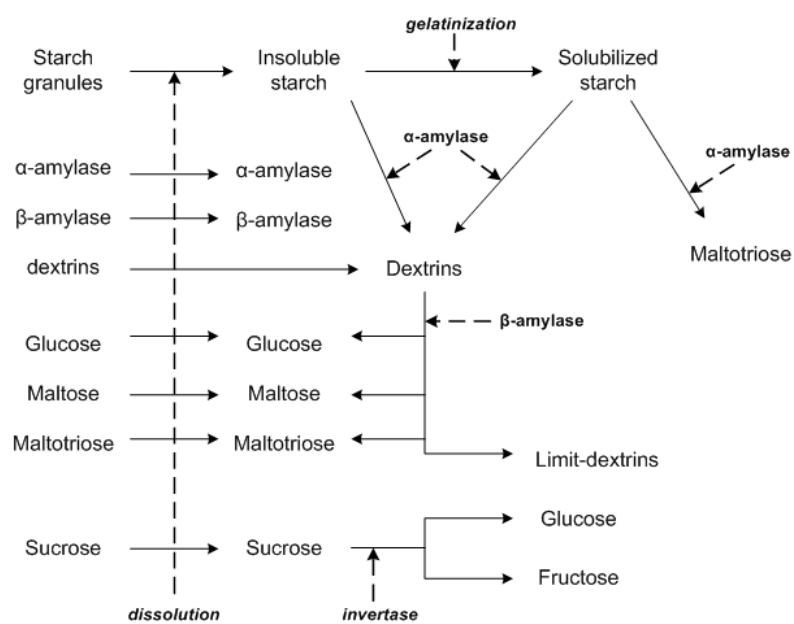 gelatinization
Starch
granules
Insoluble
starch
Solubilized
starch
α-amylase
α-amylase
α-amylase
α-amylase
β-amylase
β-amylase
Maltotriose
dextrins
Dextrins
β-amylase
Glucose
Glucose
Maltose
Maltose
Maltotriose
Maltotriose
Limit-dextrins
Glucose
Sucrose
Sucrose
Fructose
dissolution
invertase